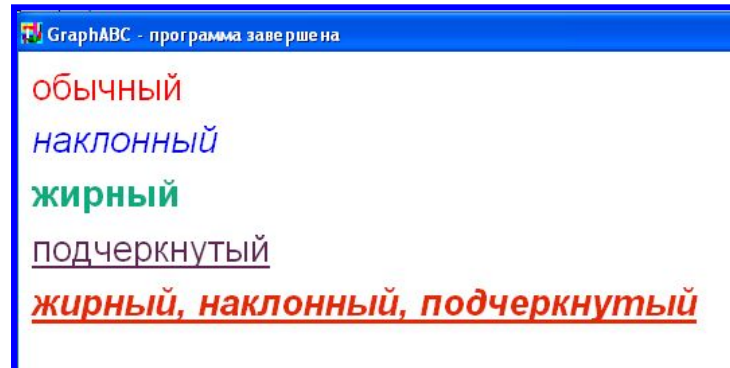 GraphABC - программа завершена
обычный
наклонный
жирный
подчеркнутый
жирный, наклонный, подчеркнутый